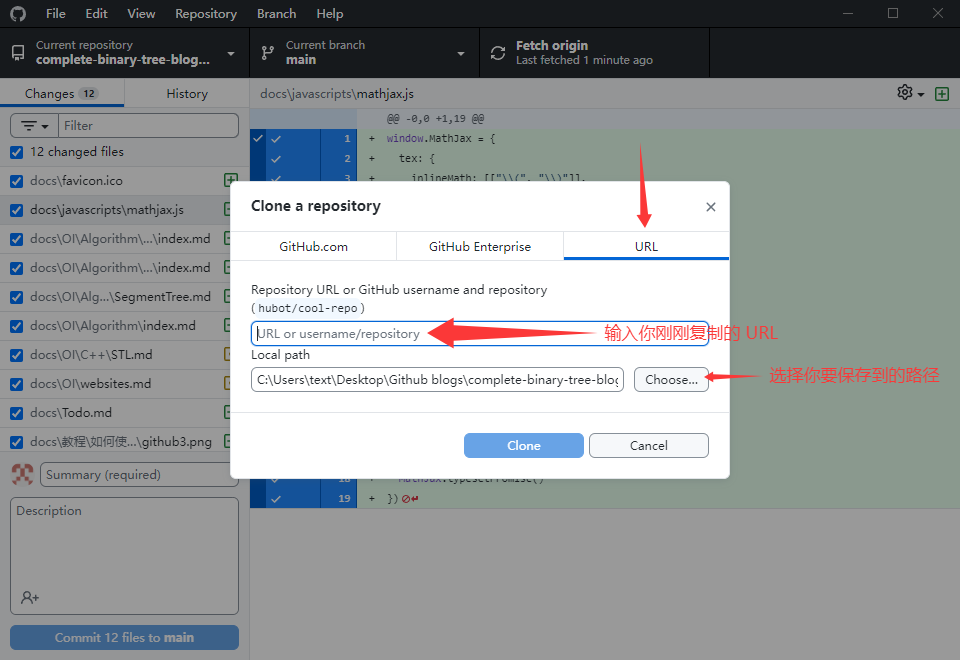 File Edit View Repository Branch Help
Current repository
complete-binary-tree-blog...
Current branch
main
Fetch origin
Last fetched 1 minute ago
Changes 12
History
docs\javascripts\mathjax.js
Filter
12 changed files
docs\favicon.ico
docs\javascripts\mathjax.js
docs\OI\Algorithm\...\index.md
docs\OI\Algorithm\...\index.md
docs\OI\Alg...\SegmentTree.md
docs\OI\Algorithm\index.md
docs\OI\C++\STL.md
docs\OI\websites.md
docs\Todo.md
docs\教程\如何使...\github3.png
Summary (required)
Description
Commit 12 files to main
@@ -0,0 +1,19 @@
1 + window.MathJax = {
2 + tex: {
3 + inlineMath: [["\\(", "\\)"]],
Clone a repository
GitHub.com
GitHub Enterprise
URL
Repository URL or GitHub username and repository
(hubot/cool-repo)
URL or username/repository
输入你刚刚复制的 URL
Local path
C:\Users\text\Desktop\Github blogs\complete-binary-tree-blog
Choose...
选择你要保存到的路径
Clone
Cancel
18 + MathJax.typesetPromise()
19 + })